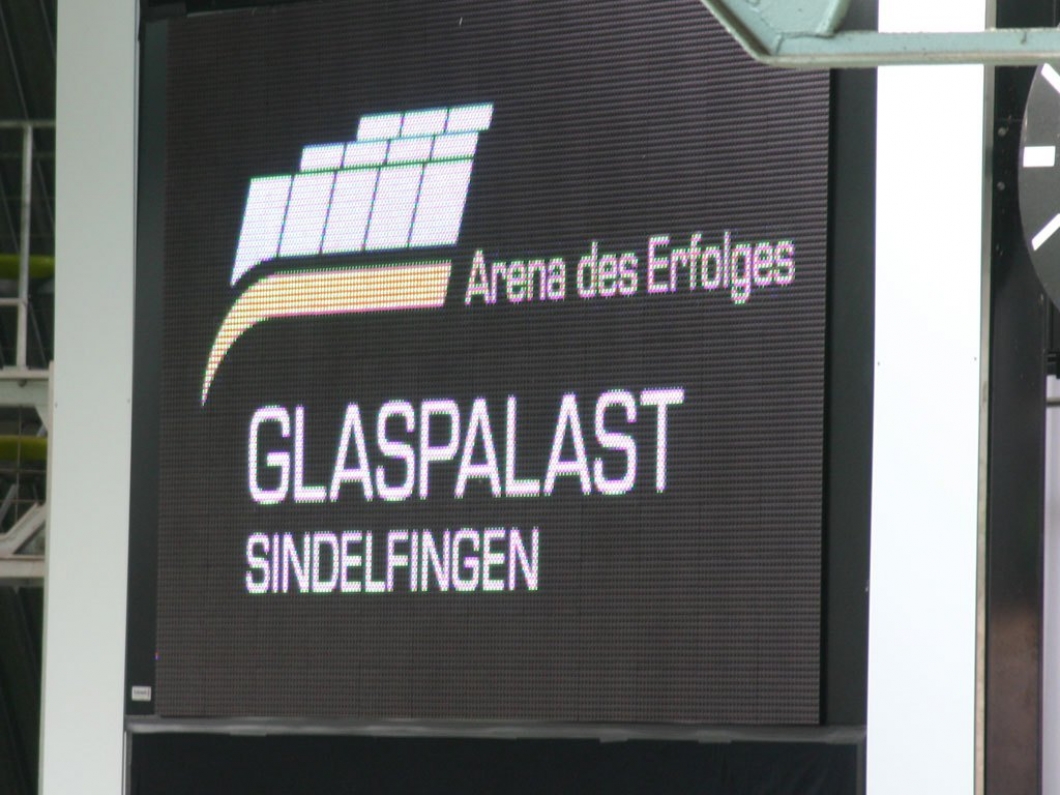 Arena des Erfolges
GLASPALAST
SINDELFINGEN